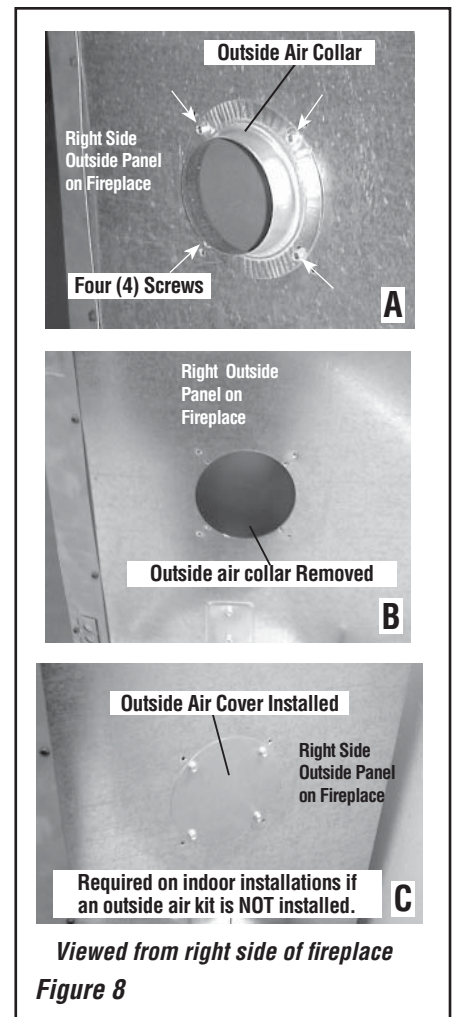 Outside Air Collar
Right Side
Outside Panel
on Fireplace
Four (4) Screws
A
Right Outside
Panel on
Fireplace
Outside air collar Removed
B
Outside Air Cover Installed
Right Side
Outside Panel
on Fireplace
Required on indoor installations if
an outside air kit is NOT installed.
C
Viewed from right side of fireplace
Figure 8